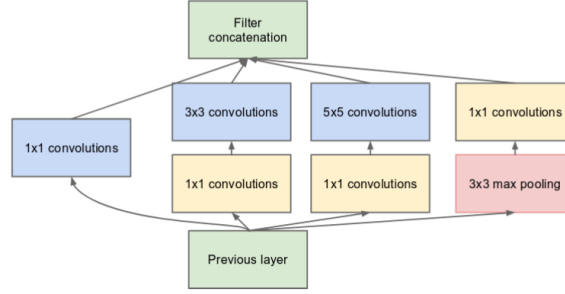 Filter
concatenation
3x3 convolutions
5x5 convolutions
1x1 convolutions
1x1 convolutions
1x1 convolutions
1x1 convolutions
3x3 max pooling
Previous layer